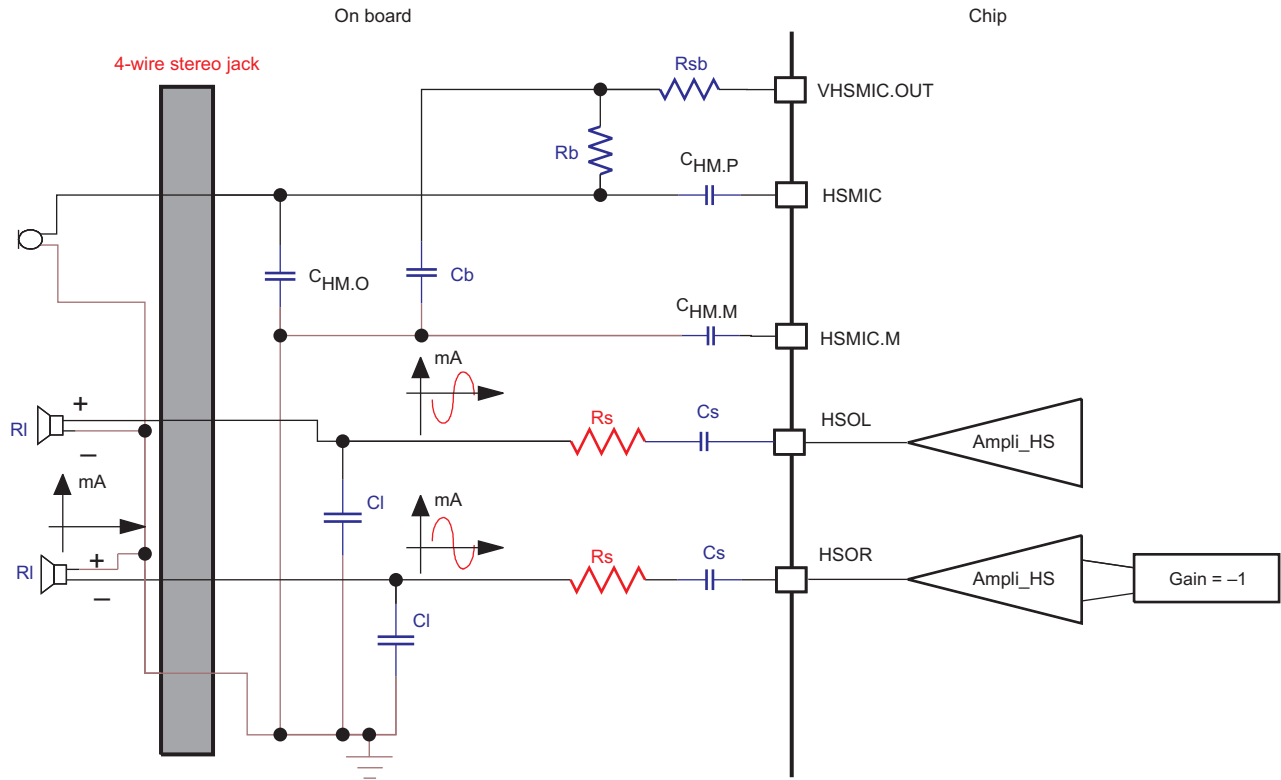 On board
Chip
4-wire stereo jack
Rsb
VHSMIC.OUT
Rb
CHM.P
HSMIC
CHM.O
Cb
CHM.M
HSMIC.M
mA
+
Rl
–
Rs
Cs
HSOL
Ampli_HS
mA
Cl
mA
+
Rl
–
Rs
Cs
HSOR
Ampli_HS
Gain = –1
Cl